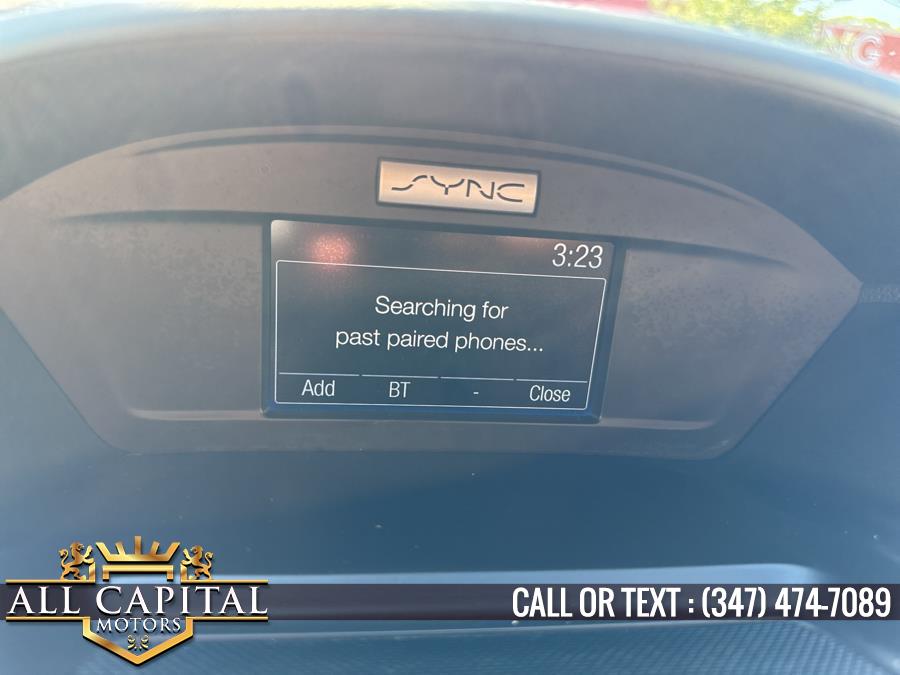 G
SYNC
3:23
Searching for
past paired phones...
Add BT - Close
ALL CAPITAL
MOTORS
CALL OR TEXT : (347) 474-7089